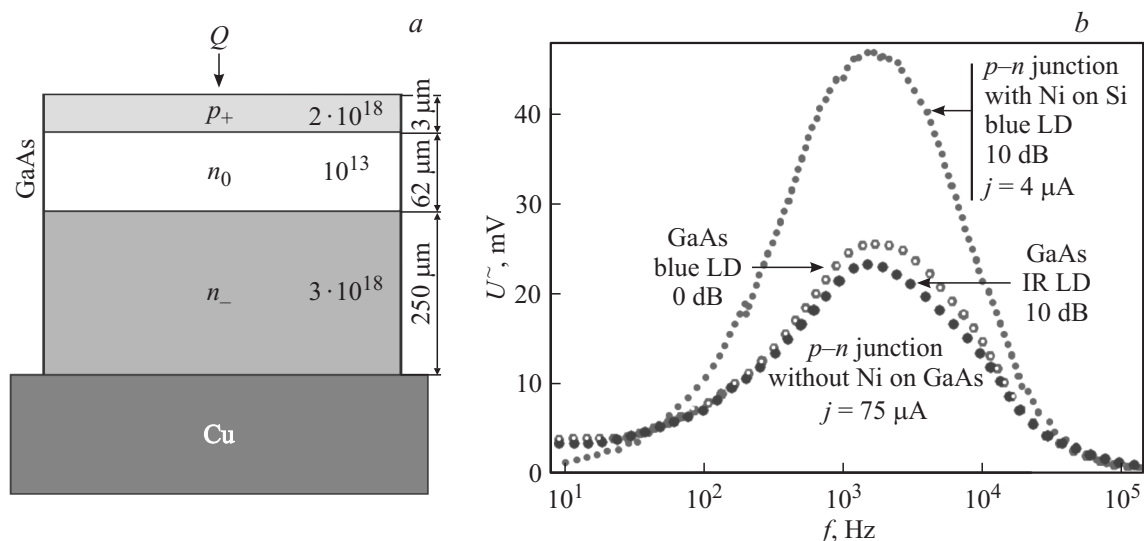 a
Q
GaAs
p+ 2·10^18
3 μm
n0 10^13
62 μm
n− 3·10^18
250 μm
Cu
b
U~, mV
40
30
20
10
0
p–n junction
with Ni on Si
blue LD
10 dB
j = 4 μA
GaAs
blue LD
0 dB
GaAs
IR LD
10 dB
p–n junction
without Ni on GaAs
j = 75 μA
10^1 10^2 10^3 10^4 10^5
f, Hz